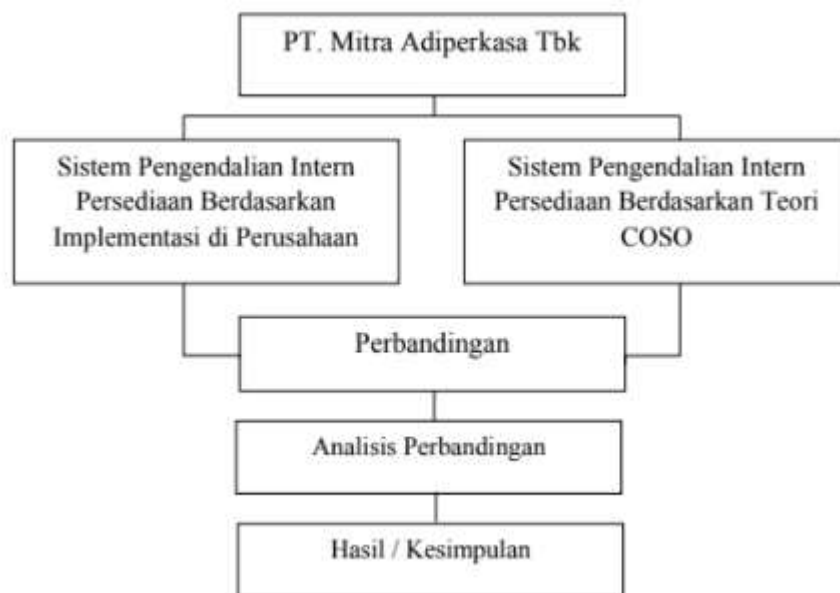 PT. Mitra Adiperkasa Tbk
Sistem Pengendalian Intern
Persediaan Berdasarkan
Implementasi di Perusahaan
Sistem Pengendalian Intern
Persediaan Berdasarkan Teori
COSO
Perbandingan
Analisis Perbandingan
Hasil / Kesimpulan